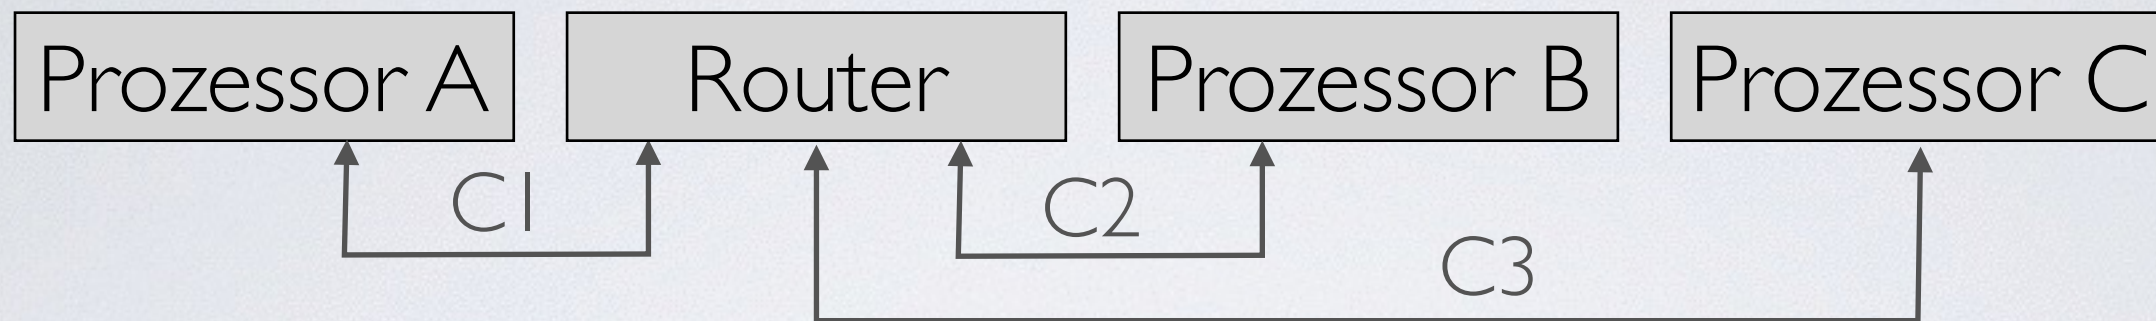 Prozessor A
Router
Prozessor B
Prozessor C
C1
C2
C3